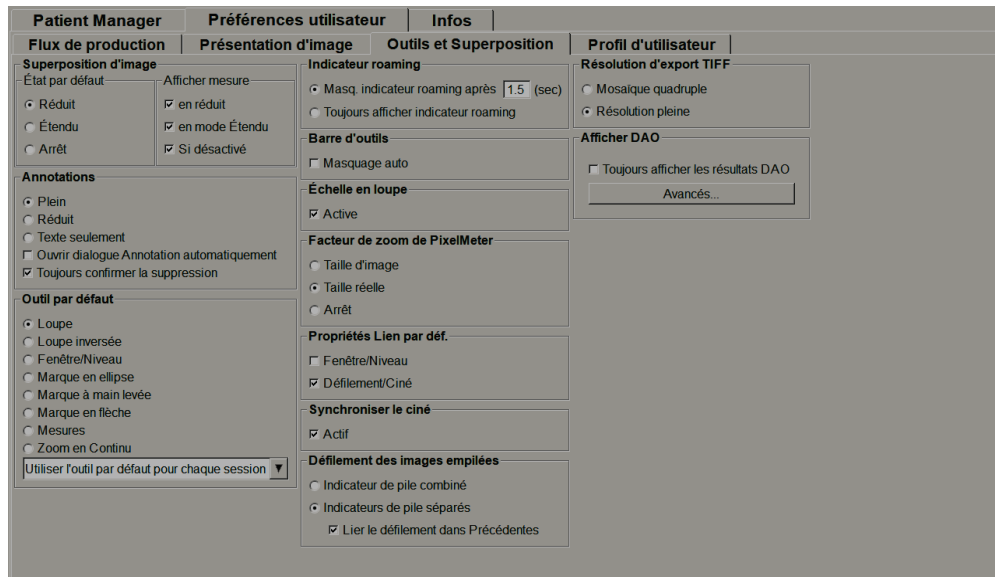 Patient Manager
Préférences utilisateur
Infos
Flux de production
Présentation d'image
Outils et Superposition
Profil d'utilisateur
Superposition d'image
État par défaut
Réduit
Étendu
Arrêt
Afficher mesure
en réduit
en mode Étendu
Si désactivé
Annotations
Plein
Réduit
Texte seulement
Ouvrir dialogue Annotation automatiquement
Toujours confirmer la suppression
Outil par défaut
Loupe
Loupe inversée
Fenêtre/Niveau
Marque en ellipse
Marque à main levée
Marque en flèche
Mesures
Zoom en Continu
Utiliser l'outil par défaut pour chaque session
Indicateur roaming
Masq. indicateur roaming après 1.5 (sec)
Toujours afficher indicateur roaming
Barre d'outils
Masquage auto
Échelle en loupe
Active
Facteur de zoom de PixelMeter
Taille d'image
Taille réelle
Arrêt
Propriétés Lien par déf.
Fenêtre/Niveau
Défilement/Ciné
Synchroniser le ciné
Actif
Défilement des images empilées
Indicateur de pile combiné
Indicateurs de pile séparés
Lier le défilement dans Précédentes
Résolution d'export TIFF
Mosaïque quadruple
Résolution pleine
Afficher DAO
Toujours afficher les résultats DAO
Avancés...